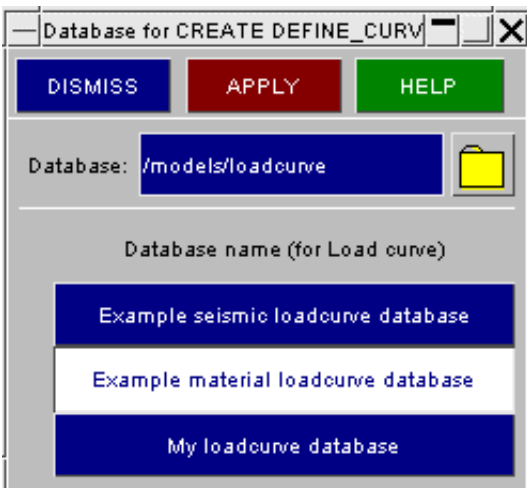 Database for CREATE DEFINE_CURV
DISMISS APPLY HELP
Database: /models/loadcurve
Database name (for Load curve)
Example seismic loadcurve database
Example material loadcurve database
My loadcurve database